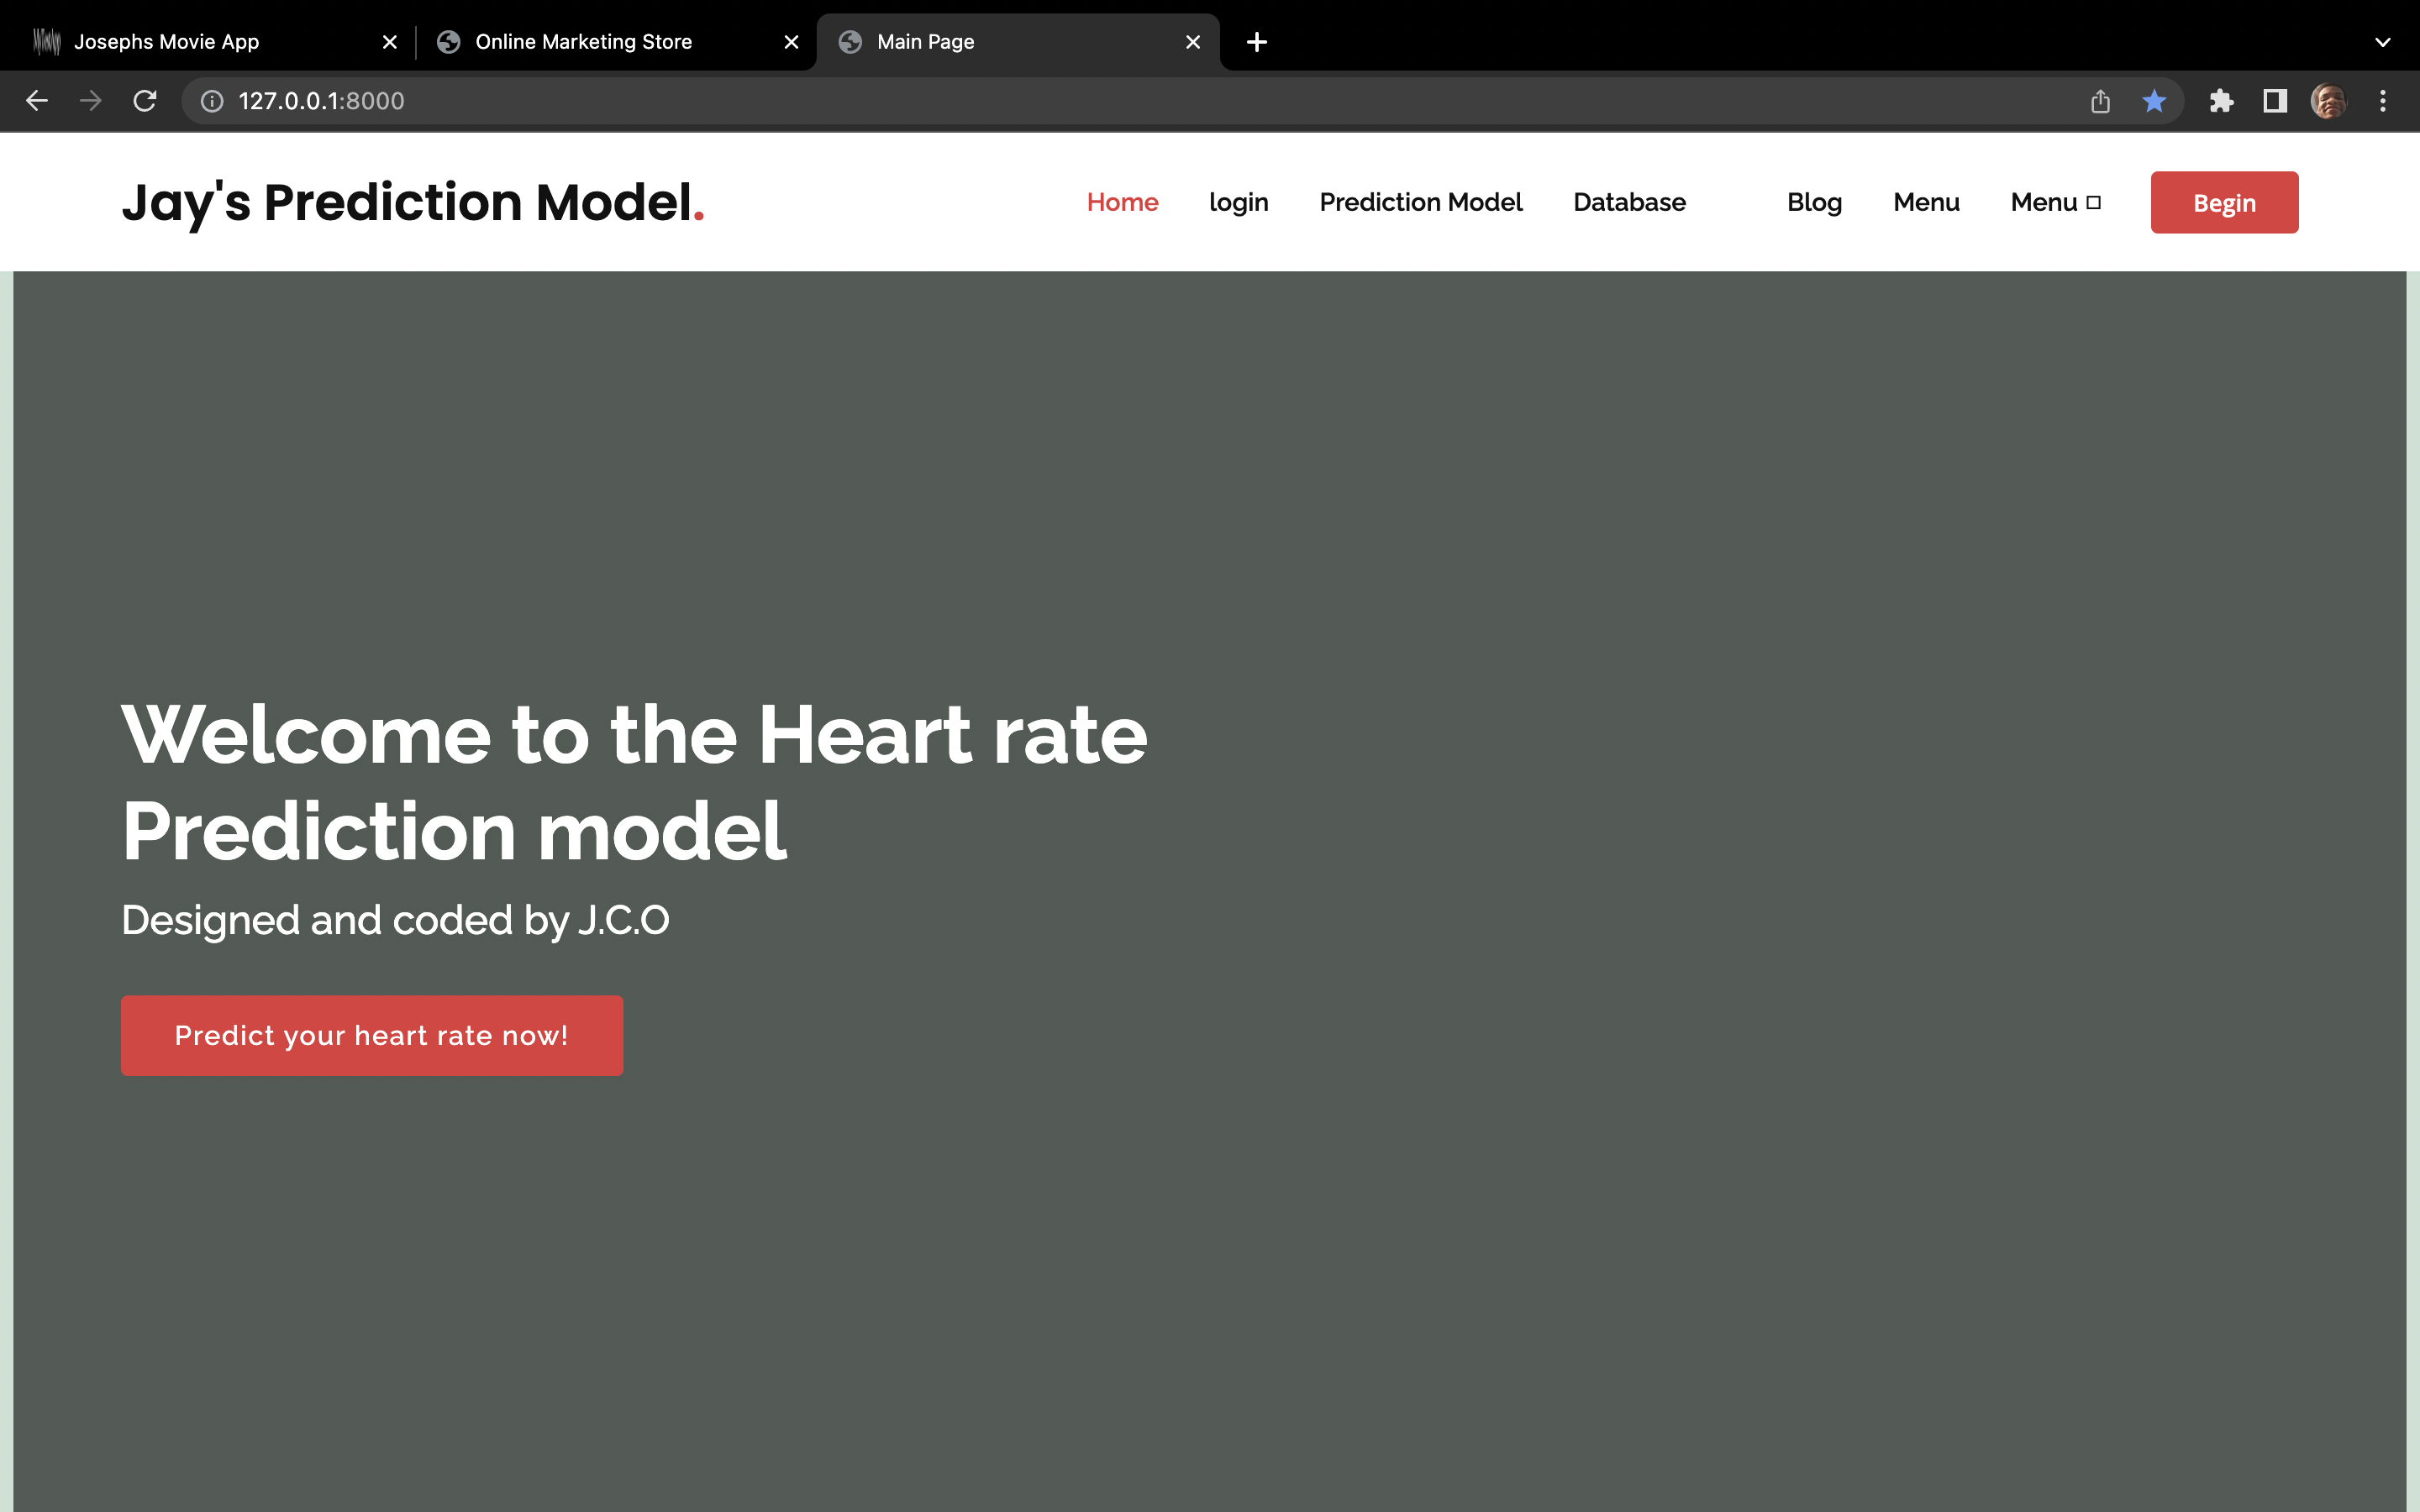 Josephs Movie App
Online Marketing Store
Main Page
127.0.0.1:8000
Jay's Prediction Model.
Home login Prediction Model Database Blog Menu Menu Begin
Welcome to the Heart rate
Prediction model
Designed and coded by J.C.O
Predict your heart rate now!